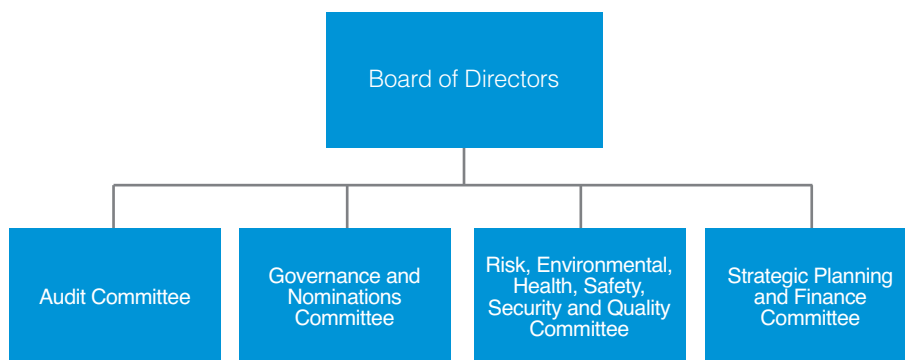 Board of Directors
Audit Committee
Governance and
Nominations
Committee
Risk, Environmental,
Health, Safety,
Security and Quality
Committee
Strategic Planning
and Finance
Committee